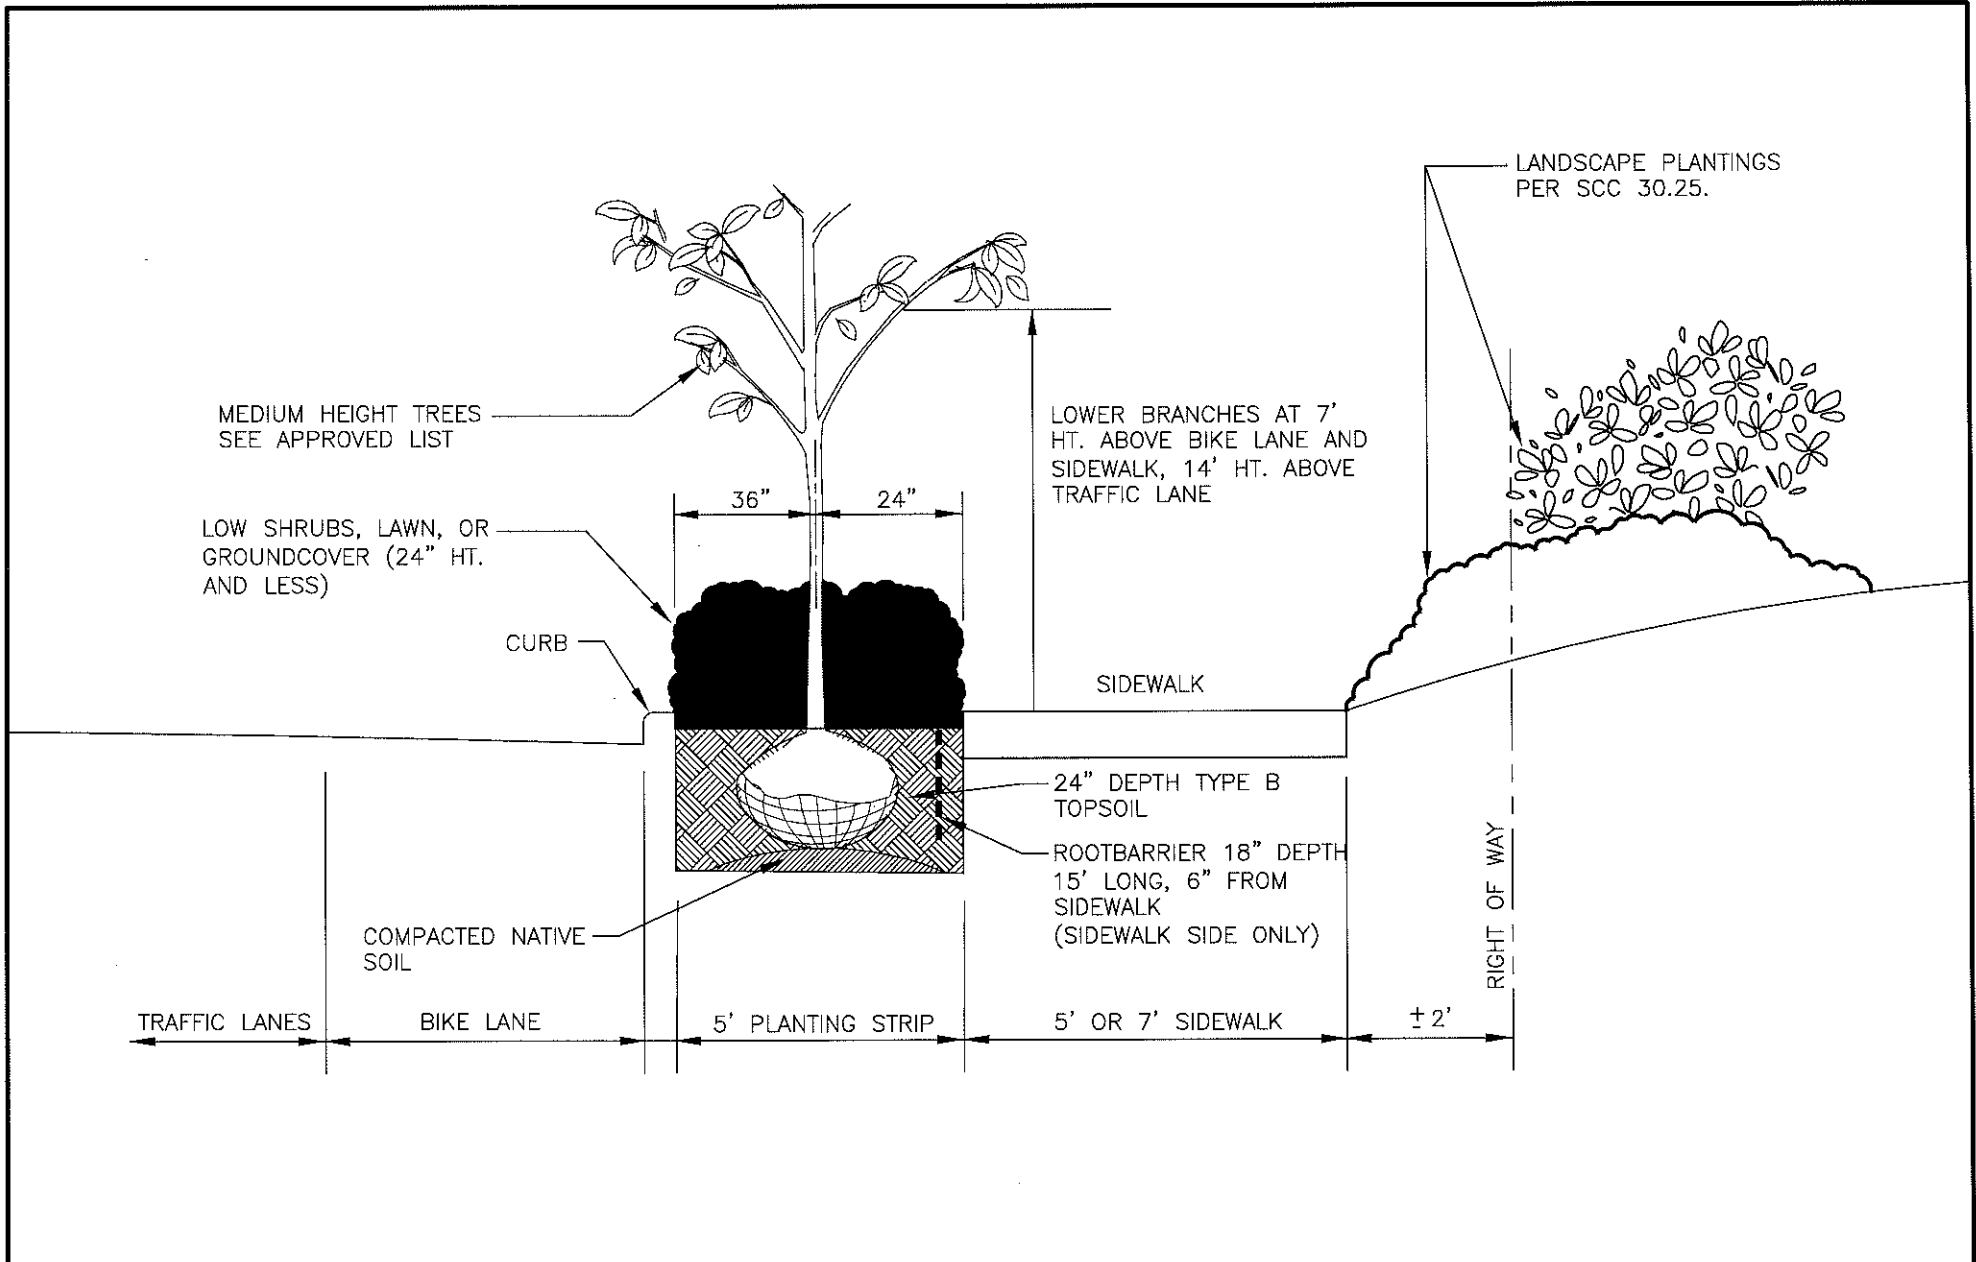 LANDSCAPE PLANTINGS
PER SCC 30.25.
MEDIUM HEIGHT TREES
SEE APPROVED LIST
LOWER BRANCHES AT 7'
HT. ABOVE BIKE LANE AND
SIDEWALK, 14' HT. ABOVE
TRAFFIC LANE
36"
24"
LOW SHRUBS, LAWN, OR
GROUNDCOVER (24" HT.
AND LESS)
CURB
SIDEWALK
24" DEPTH TYPE B
TOPSOIL
ROOTBARRIER 18" DEPTH
15' LONG, 6" FROM
SIDEWALK
(SIDEWALK SIDE ONLY)
COMPACTED NATIVE
SOIL
RIGHT OF WAY
TRAFFIC LANES
BIKE LANE
5' PLANTING STRIP
5' OR 7' SIDEWALK
±2'